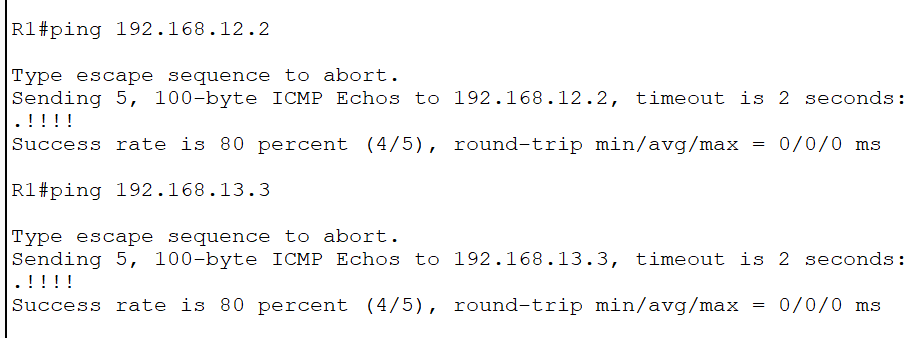 R1#ping 192.168.12.2
Type escape sequence to abort.
Sending 5, 100-byte ICMP Echos to 192.168.12.2, timeout is 2 seconds:
.!!!!
Success rate is 80 percent (4/5), round-trip min/avg/max = 0/0/0 ms
R1#ping 192.168.13.3
Type escape sequence to abort.
Sending 5, 100-byte ICMP Echos to 192.168.13.3, timeout is 2 seconds:
.!!!!
Success rate is 80 percent (4/5), round-trip min/avg/max = 0/0/0 ms